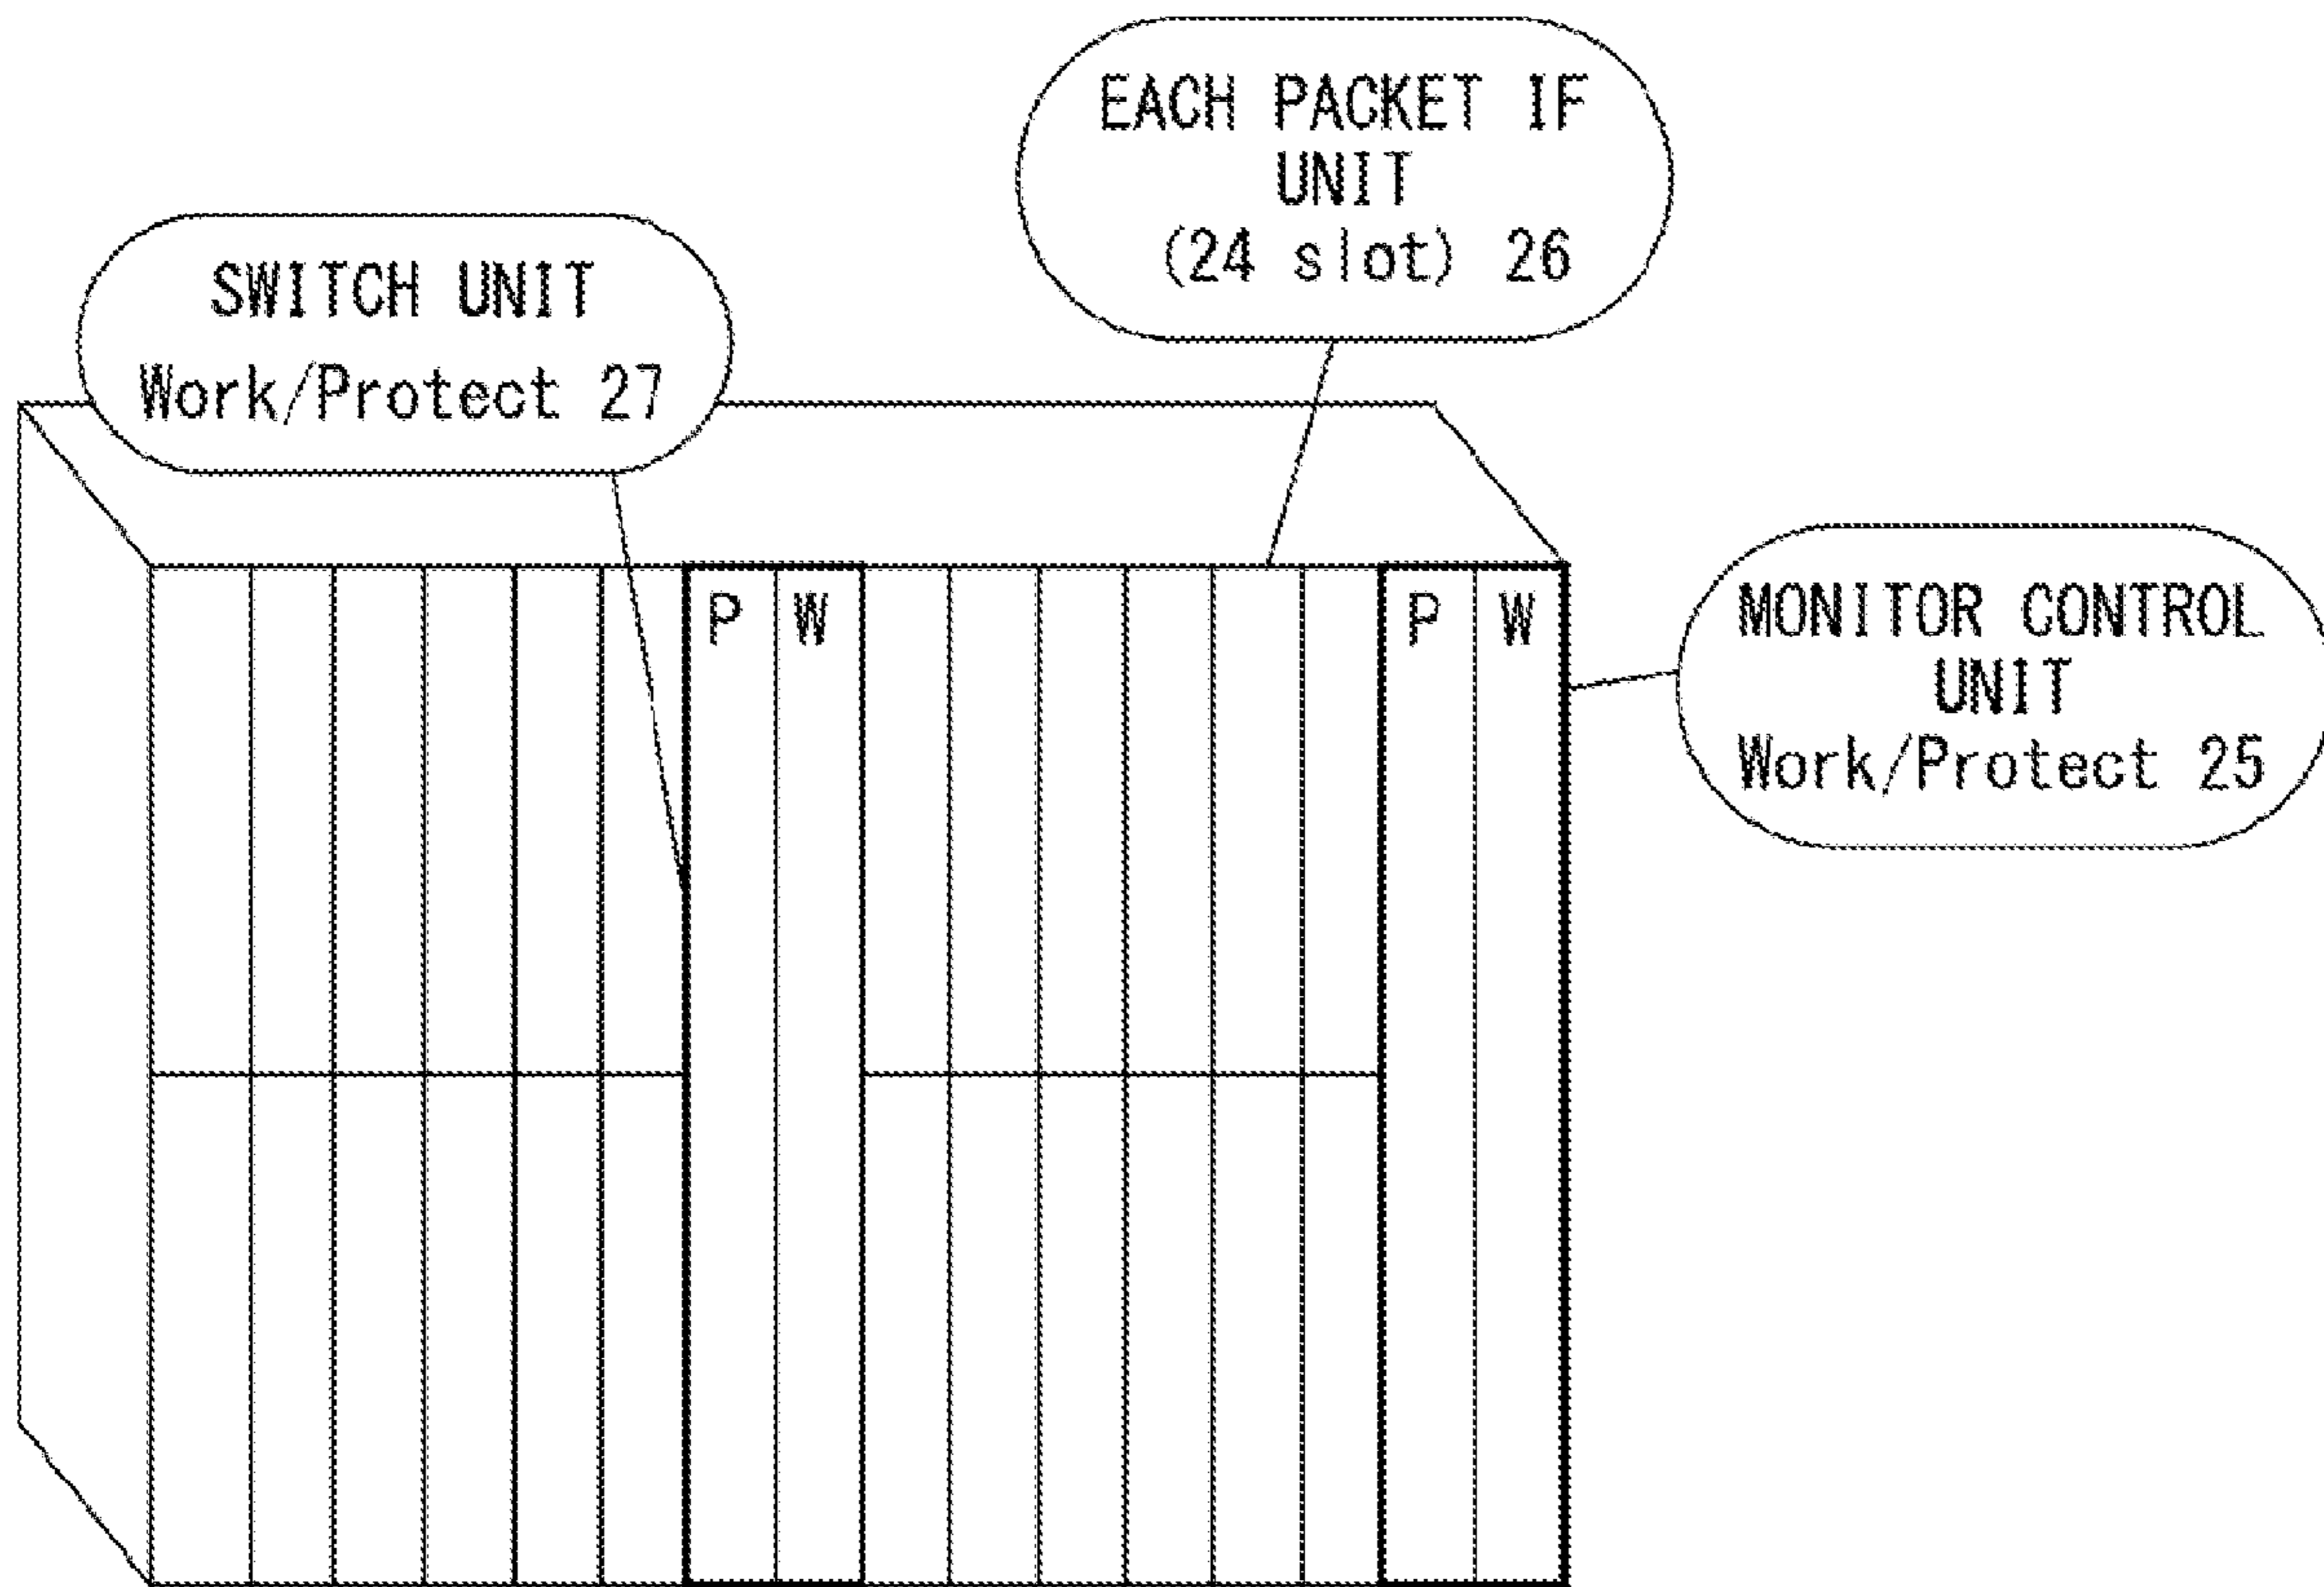 EACH PACKET IF
UNIT
(24 slot) 26
SWITCH UNIT
Work/Protect 27
P W
P W
MONITOR CONTROL
UNIT
Work/Protect 25